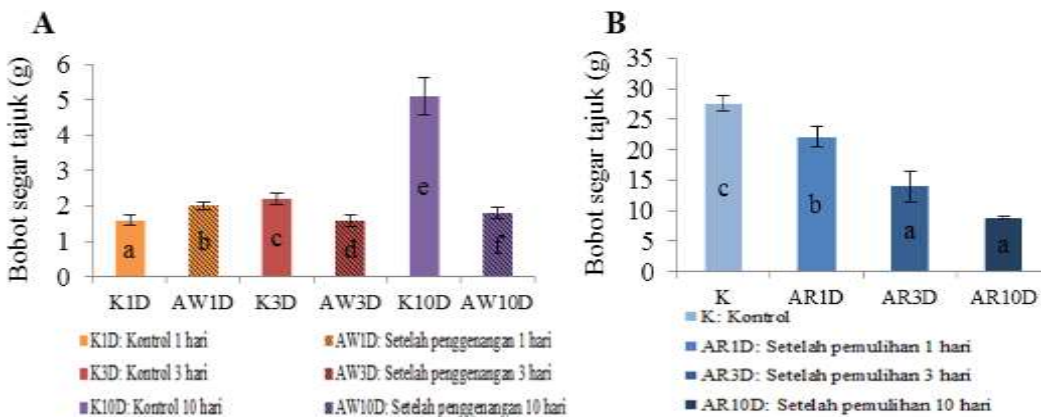 A
Bobot segar tajuk (g)
6
5
4
3
2
1
0
a
b
c
d
e
f
K1D AW1D K3D AW3D K10D AW10D
K1D: Kontrol 1 hari AW1D: Setelah penggenangan 1 hari
K3D: Kontrol 3 hari AW3D: Setelah penggenangan 3 hari
K10D: Kontrol 10 hari AW10D: Setelah penggenangan 10 hari
B
Bobot segar tajuk (g)
35
30
25
20
15
10
5
0
c
b
a
a
K AR1D AR3D AR10D
K: Kontrol
AR1D: Setelah pemulihan 1 hari
AR3D: Setelah pemulihan 3 hari
AR10D: Setelah pemulihan 10 hari